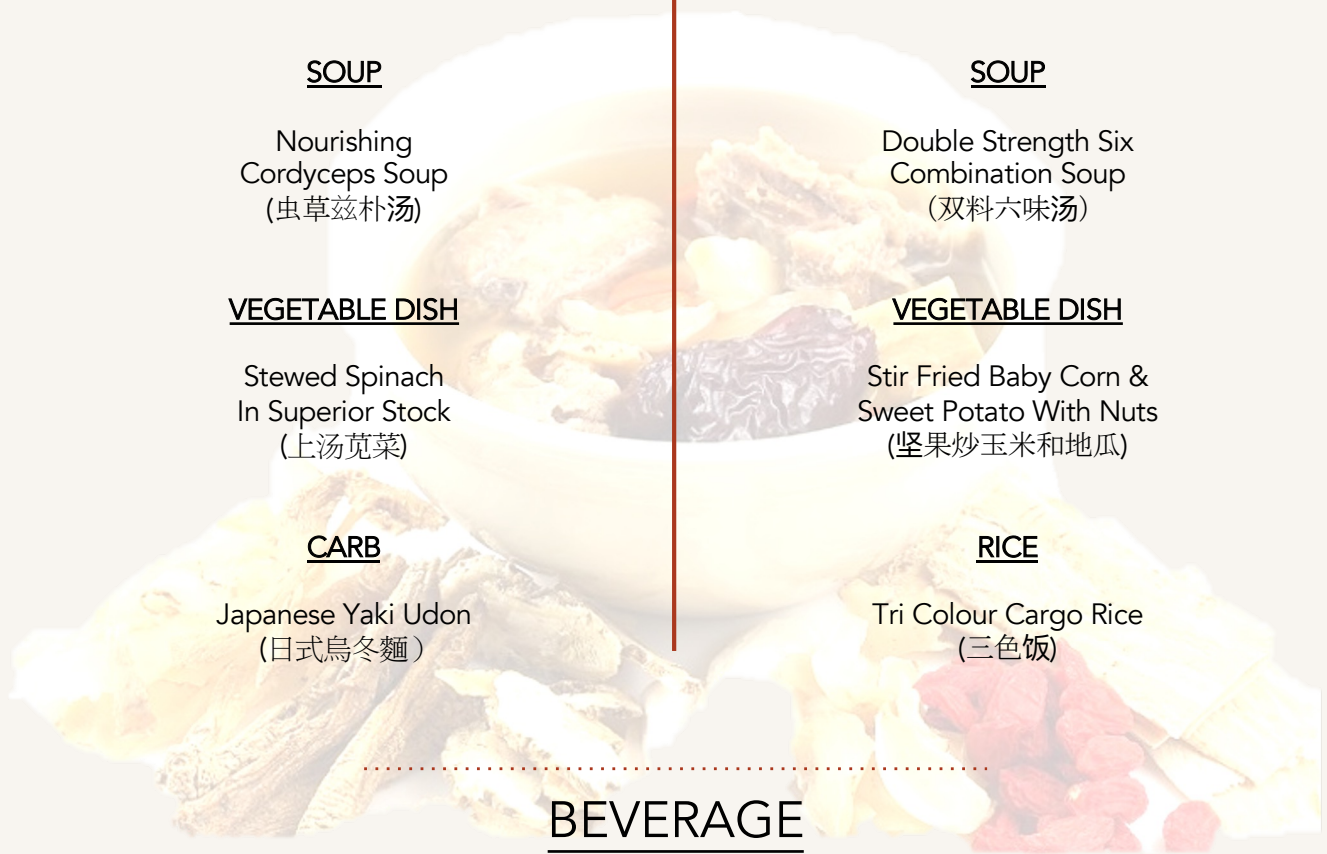 SOUP
Nourishing
Cordyceps Soup
(虫草兹朴汤)
VEGETABLE DISH
Stewed Spinach
In Superior Stock
(上汤苋菜)
CARB
Japanese Yaki Udon
(日式烏冬麵）
SOUP
Double Strength Six
Combination Soup
（双料六味汤）
VEGETABLE DISH
Stir Fried Baby Corn &
Sweet Potato With Nuts
(坚果炒玉米和地瓜)
RICE
Tri Colour Cargo Rice
(三色饭)
BEVERAGE